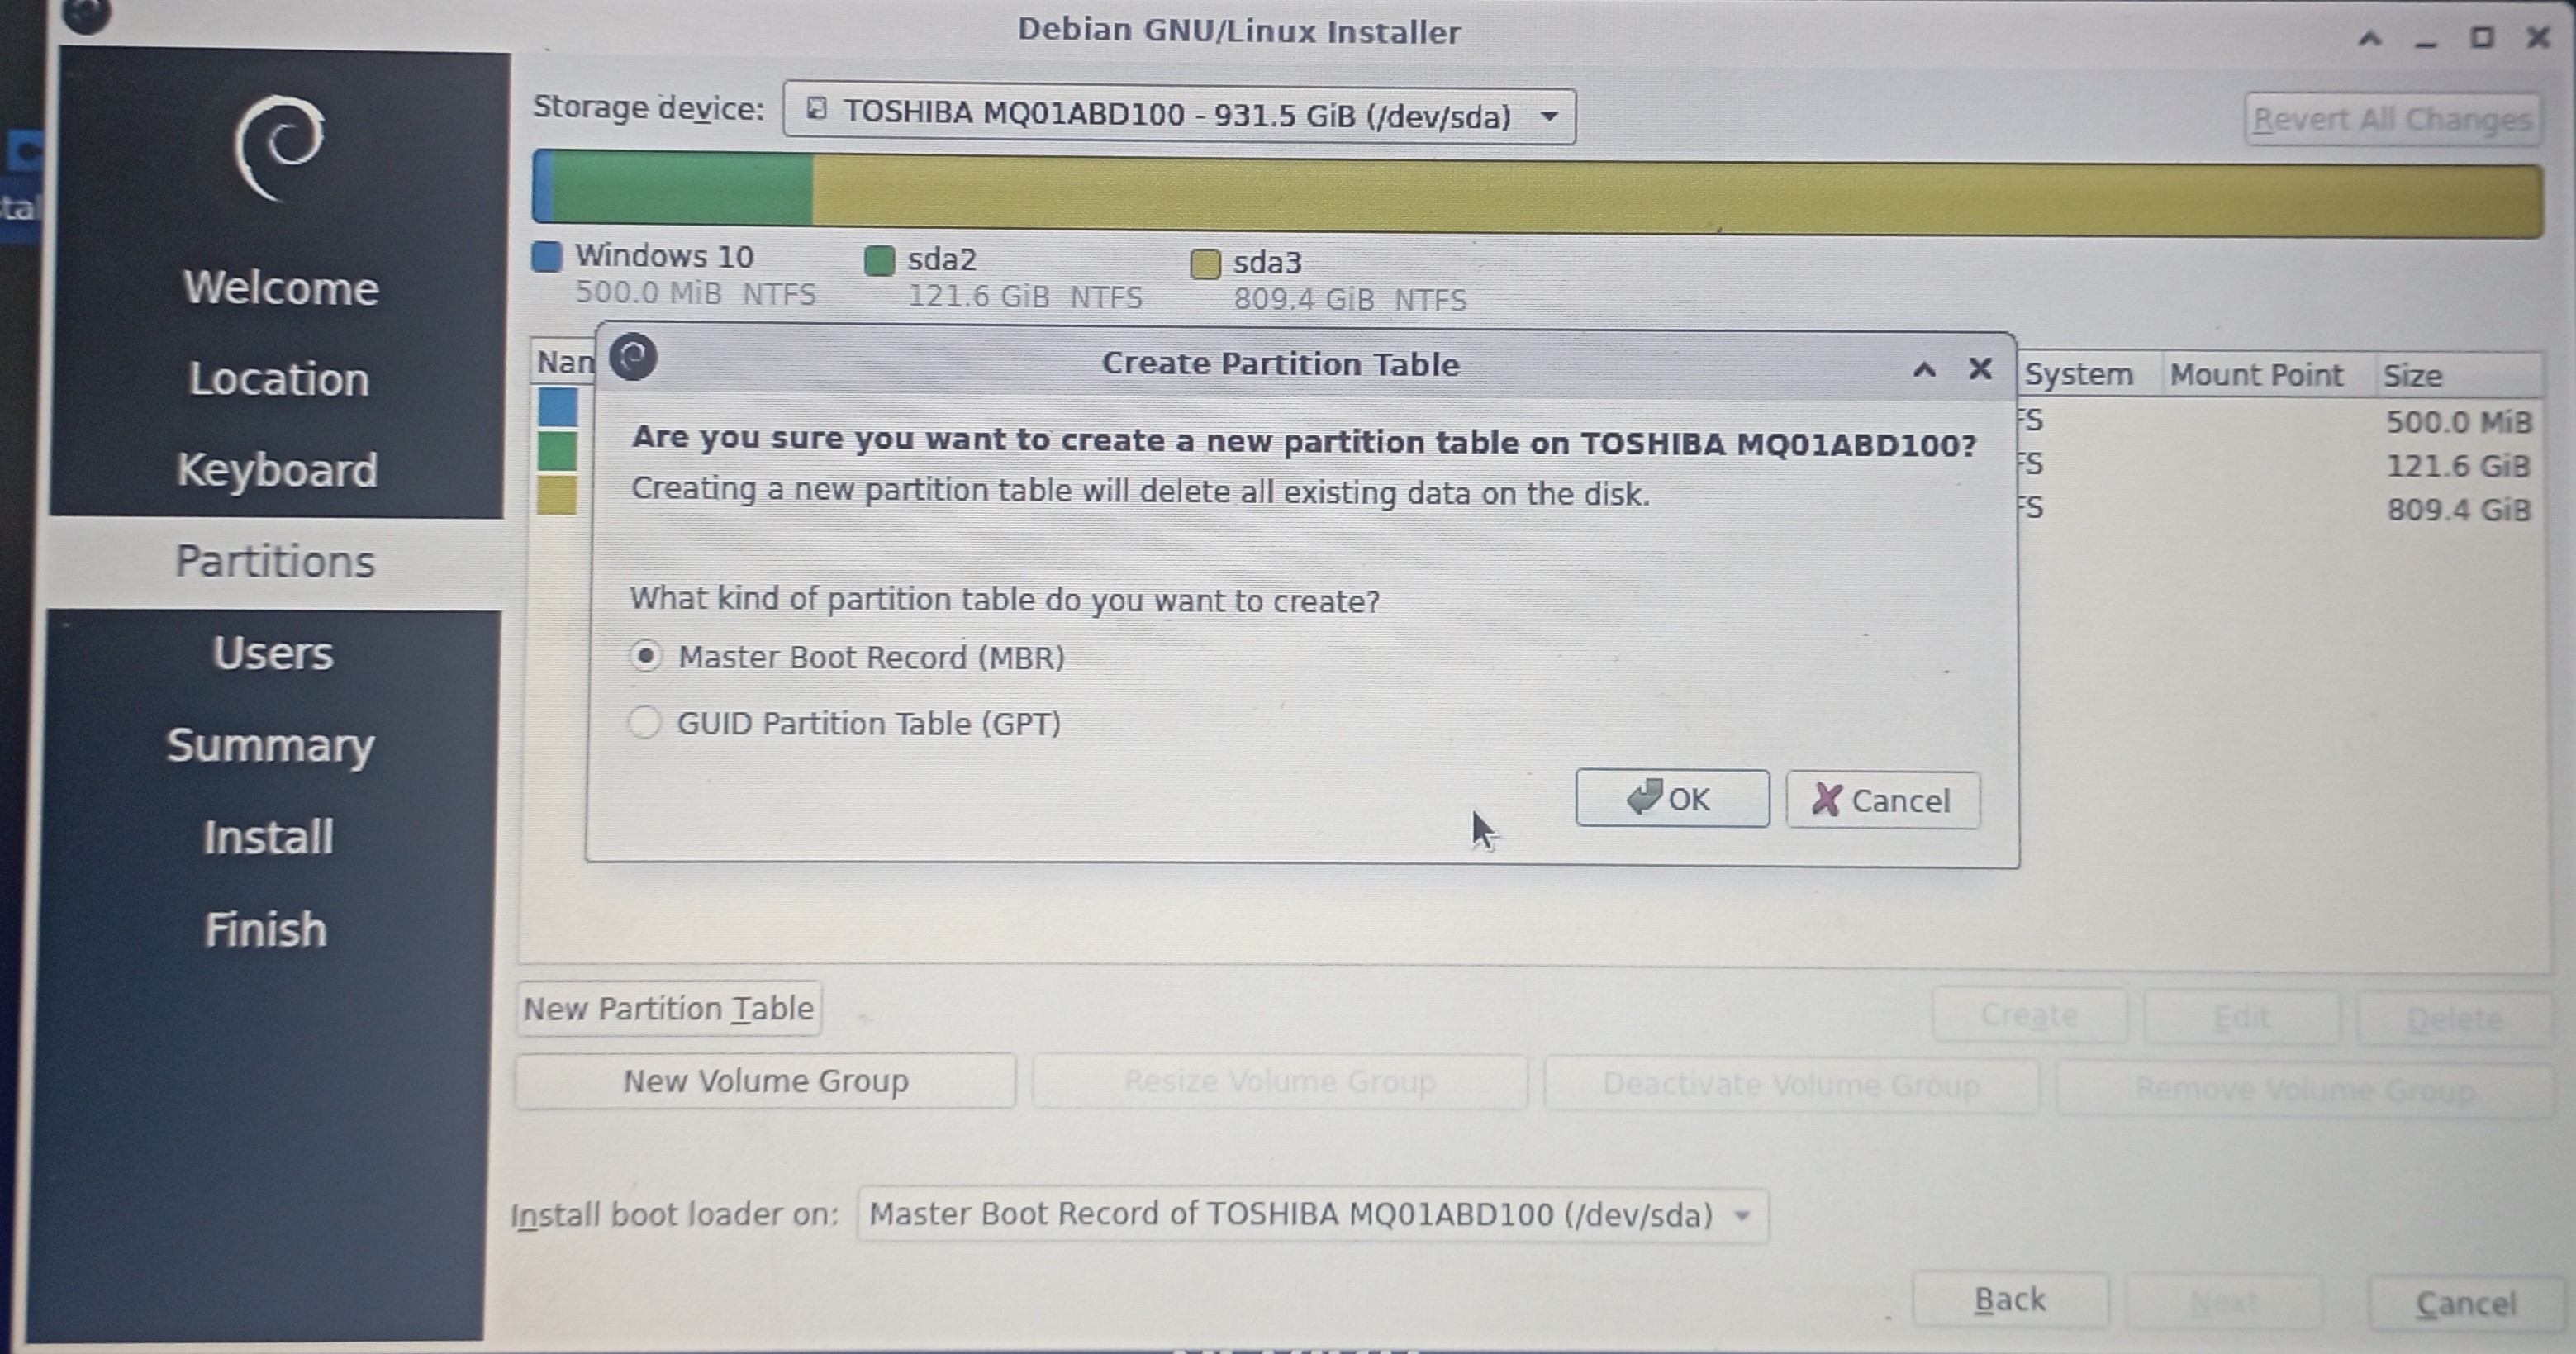 Debian GNU/Linux Installer
Storage device: TOSHIBA MQ01ABD100 - 931.5 GiB (/dev/sda)
Revert All Changes
Windows 10
500.0 MiB NTFS
sda2
121.6 GiB NTFS
sda3
809.4 GiB NTFS
Welcome
Location
Keyboard
Partitions
Users
Summary
Install
Finish
Nan
System Mount Point Size
FS 500.0 MiB
FS 121.6 GiB
FS 809.4 GiB
Create Partition Table
Are you sure you want to create a new partition table on TOSHIBA MQ01ABD100?
Creating a new partition table will delete all existing data on the disk.
What kind of partition table do you want to create?
Master Boot Record (MBR)
GUID Partition Table (GPT)
OK Cancel
New Partition Table Create Edit Delete
New Volume Group Resize Volume Group Deactivate Volume Group Remove Volume Group
Install boot loader on: Master Boot Record of TOSHIBA MQ01ABD100 (/dev/sda)
Back Next Cancel